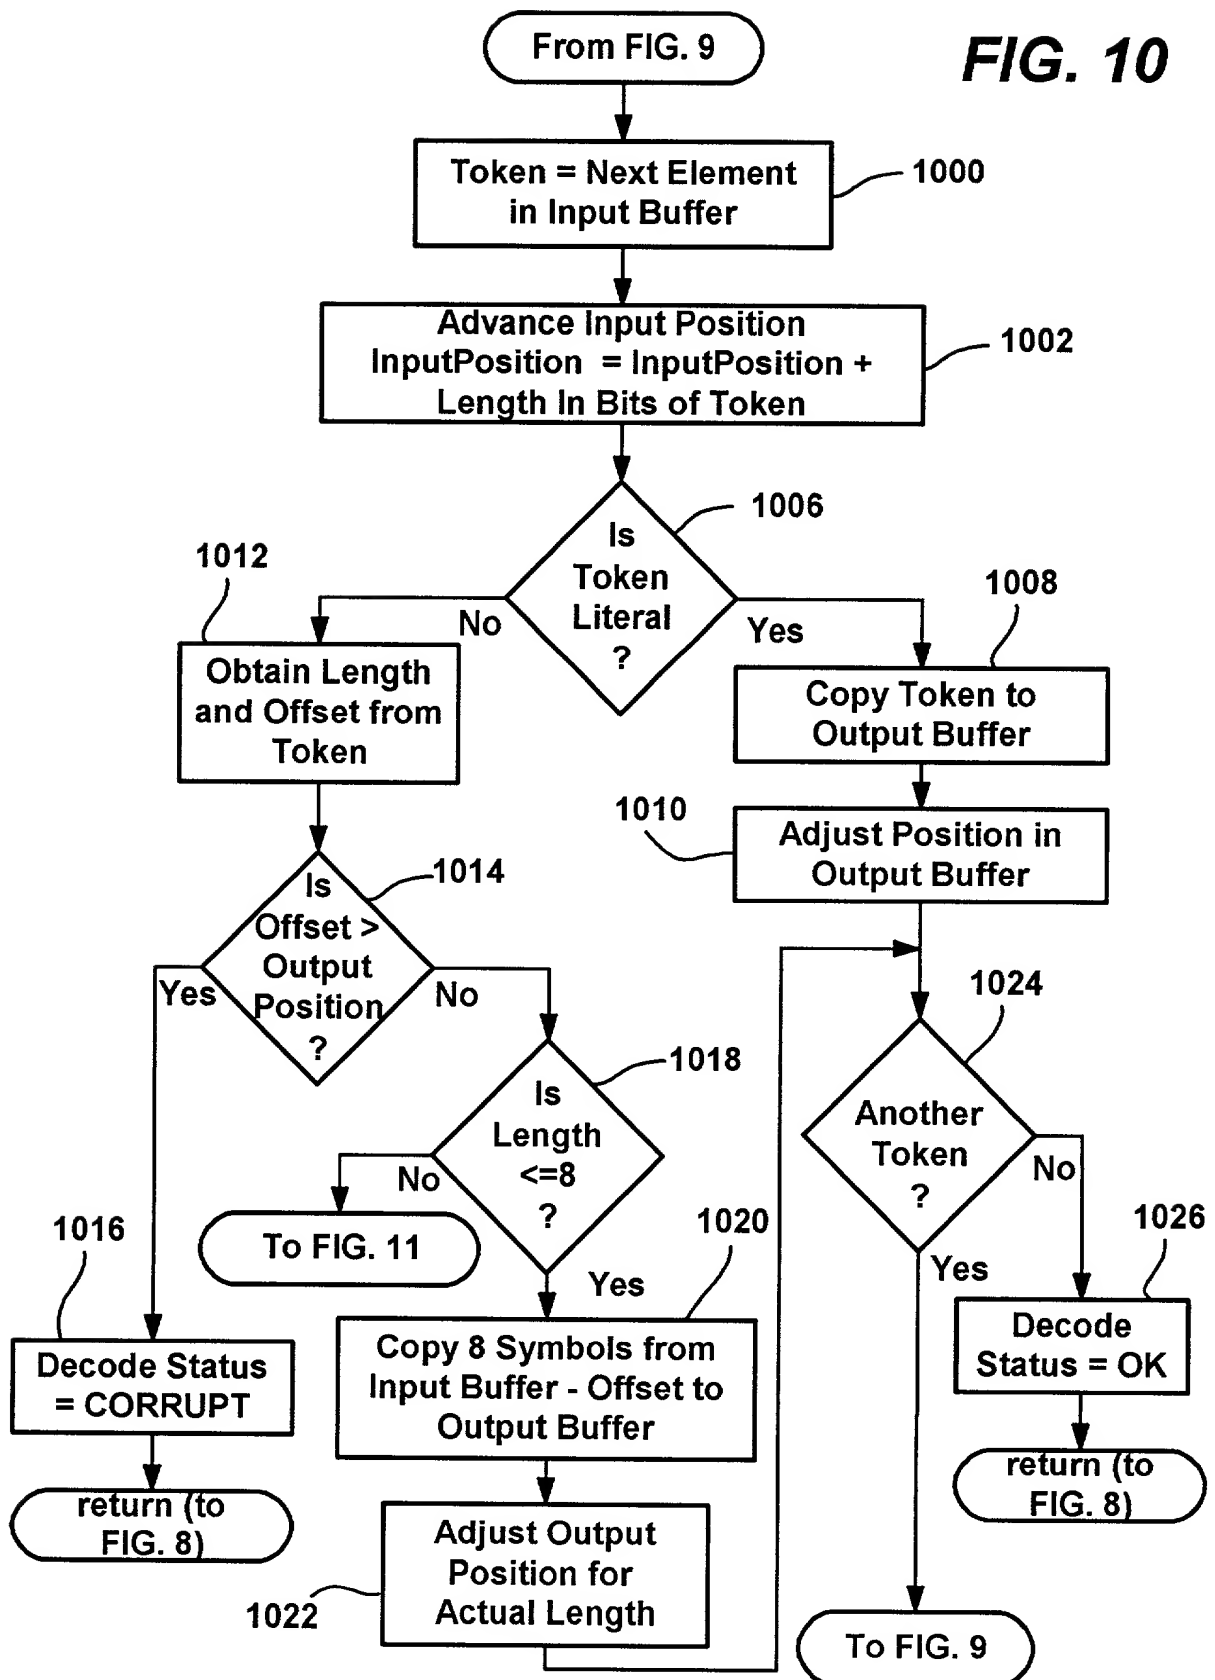 From FIG. 9
FIG. 10
Token = Next Element
in Input Buffer
1000
Advance Input Position
InputPosition = InputPosition +
Length In Bits of Token
1002
Is
Token
Literal
?
1006
No
Yes
1012
Obtain Length
and Offset from
Token
1008
Copy Token to
Output Buffer
1010
Adjust Position in
Output Buffer
Is
Offset >
Output
Position
?
1014
Yes
No
1024
Another
Token
?
No
Yes
1018
Is
Length
<=8
?
No
Yes
To FIG. 11
1016
Decode Status
= CORRUPT
return (to
FIG. 8)
1020
Copy 8 Symbols from
Input Buffer - Offset to
Output Buffer
1026
Decode
Status = OK
return (to
FIG. 8)
1022
Adjust Output
Position for
Actual Length
To FIG. 9